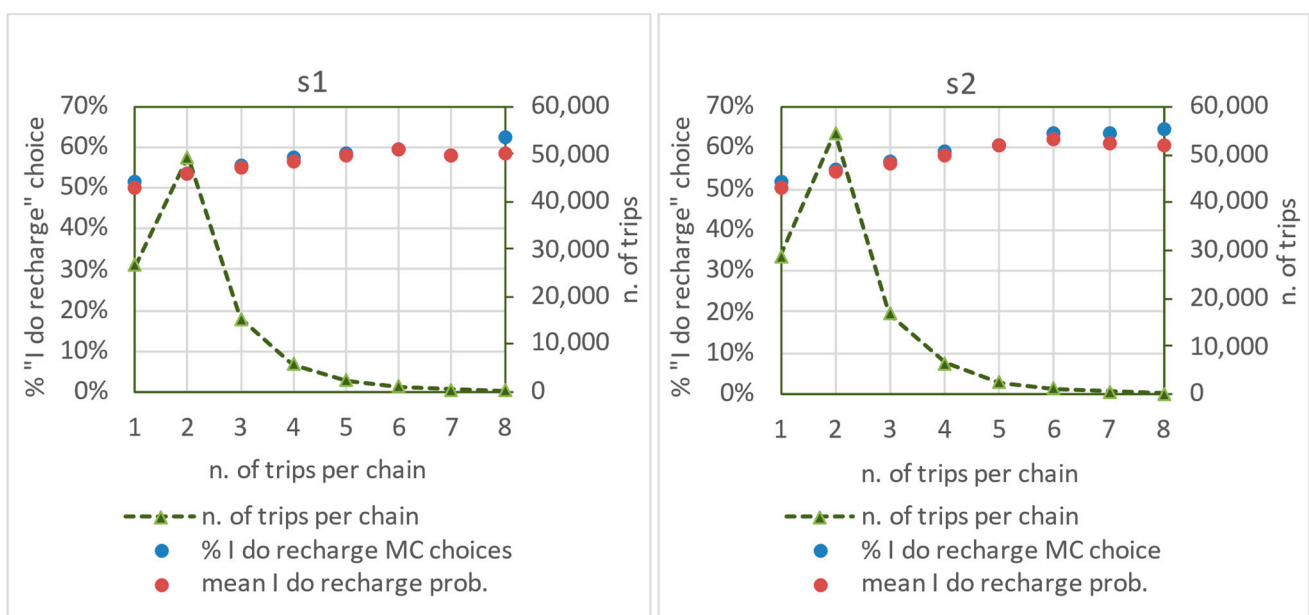 s1
70%
60%
50%
40%
30%
20%
10%
0%
% "I do recharge" choice
60,000
50,000
40,000
30,000
20,000
10,000
0
n. of trips
1 2 3 4 5 6 7 8
n. of trips per chain
n. of trips per chain
% I do recharge MC choices
mean I do recharge prob.
s2
70%
60%
50%
40%
30%
20%
10%
0%
% "I do recharge" choice
60,000
50,000
40,000
30,000
20,000
10,000
0
n. of trips
1 2 3 4 5 6 7 8
n. of trips per chain
n. of trips per chain
% I do recharge MC choice
mean I do recharge prob.